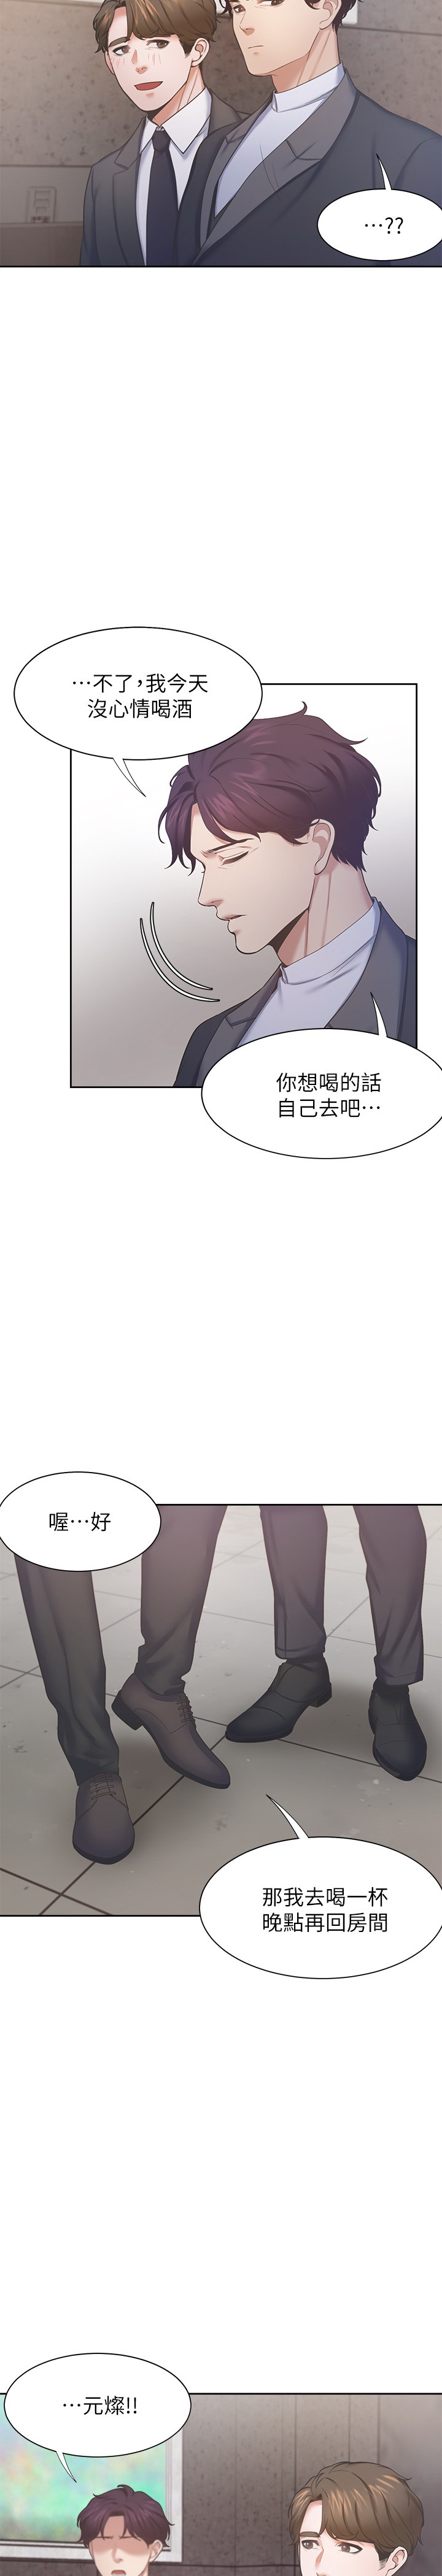 …??
…不了，我今天
沒心情喝酒
你想喝的話
自己去吧…
喔…好
那我去喝一杯
晚點再回房間
…元燦!!